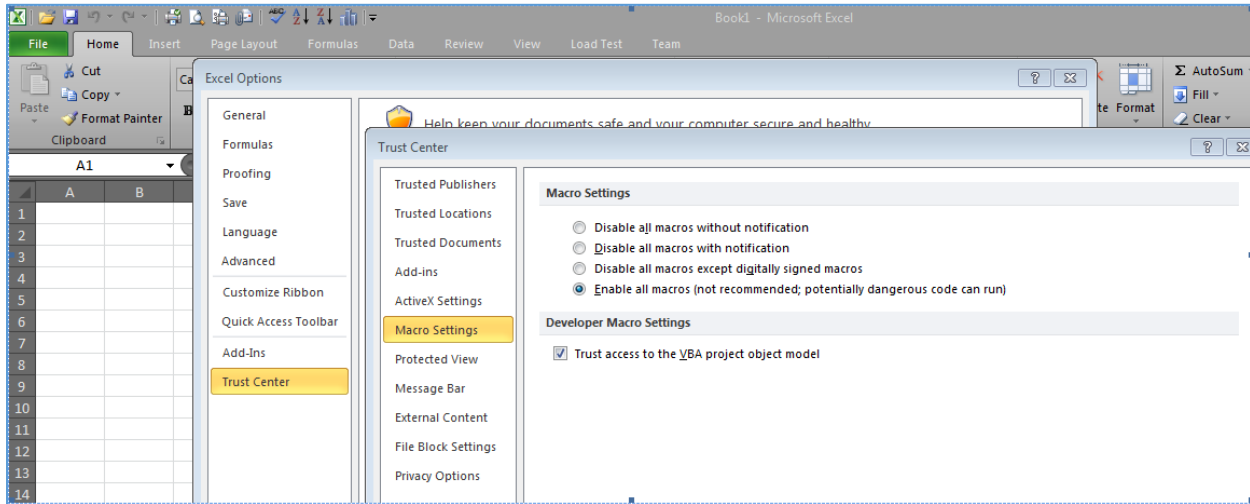 Book1 - Microsoft Excel
File Home Insert Page Layout Formulas Data Review View Load Test Team
Cut
Copy
Paste
Format Painter
Clipboard
Ca
B
te Format
Σ AutoSum
Fill
Clear
A1
A B
1
2
3
4
5
6
7
8
9
10
11
12
13
14
Excel Options
General
Formulas
Proofing
Save
Language
Advanced
Customize Ribbon
Quick Access Toolbar
Add-Ins
Trust Center
Help keep your documents safe and your computer secure and healthy
Trust Center
Trusted Publishers
Trusted Locations
Trusted Documents
Add-ins
ActiveX Settings
Macro Settings
Protected View
Message Bar
External Content
File Block Settings
Privacy Options
Macro Settings
Disable all macros without notification
Disable all macros with notification
Disable all macros except digitally signed macros
Enable all macros (not recommended; potentially dangerous code can run)
Developer Macro Settings
Trust access to the VBA project object model